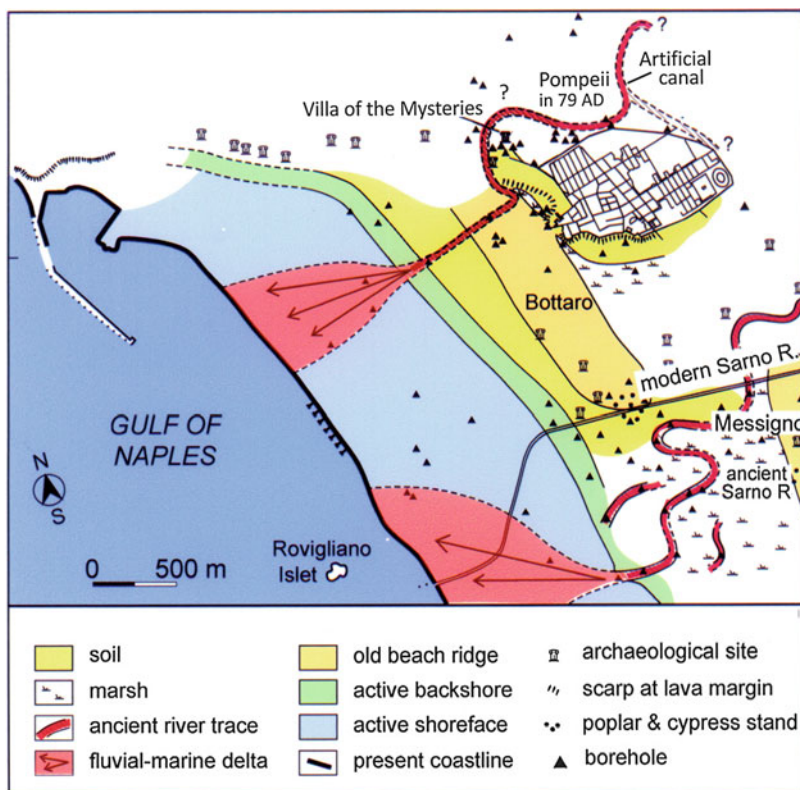 ?
?
Artificial
canal
Pompeii
in 79 AD
Villa of the Mysteries
?
Bottaro
modern Sarno R.
Messigno
ancient
Sarno R
GULF OF
NAPLES
N
S
Rovigliano
Islet
0 500 m
soil
marsh
ancient river trace
fluvial-marine delta
old beach ridge
active backshore
active shoreface
present coastline
archaeological site
scarp at lava margin
poplar & cypress stand
borehole